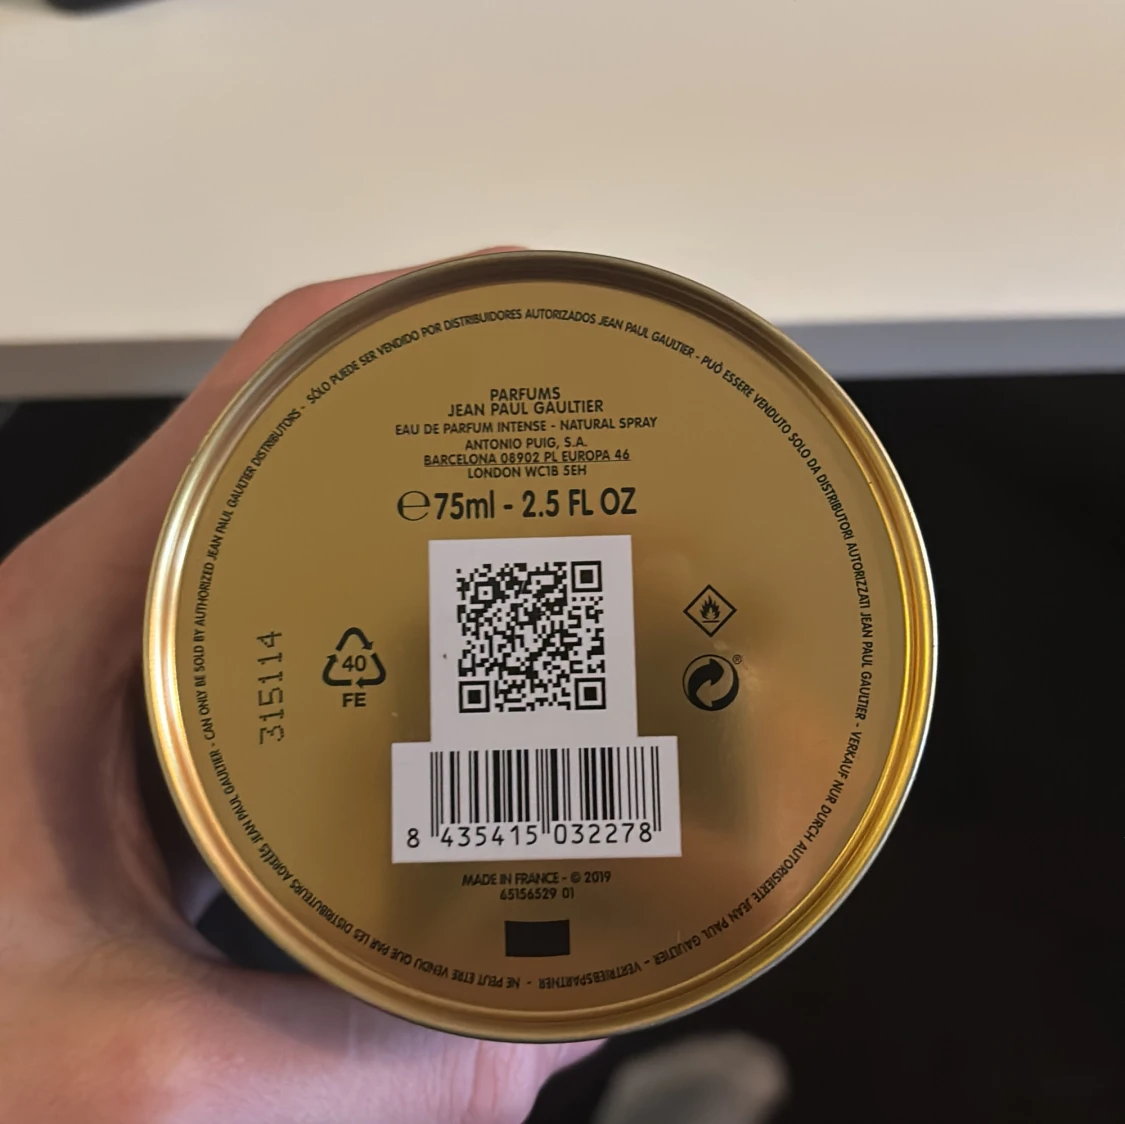 CAN ONLY BE SOLD BY AUTHORIZED JEAN PAUL GAULTIER DISTRIBUTORS - SÓLO PUEDE SER VENDIDO POR DISTRIBUIDORES AUTORIZADOS JEAN PAUL GAULTIER - PUÒ ESSERE VENDUTO SOLO DA DISTRIBUTORI AUTORIZZATI JEAN PAUL GAULTIER - VERKAUF NUR DURCH AUTORISIERTE JEAN PAUL GAULTIER - VERTRIEBSPARTNER - NE PEUT ETRE VENDU QUE PAR LES DISTRIBUTEURS AGRÉÉS JEAN PAUL GAULTIER -
PARFUMS
JEAN PAUL GAULTIER
EAU DE PARFUM INTENSE - NATURAL SPRAY
ANTONIO PUIG, S.A.
BARCELONA 08902 PL EUROPA 46
LONDON WC1B 5EH
℮75ml - 2.5 FL OZ
315114
40
FE
®
8 435415 032278
MADE IN FRANCE - © 2019
65156529 01